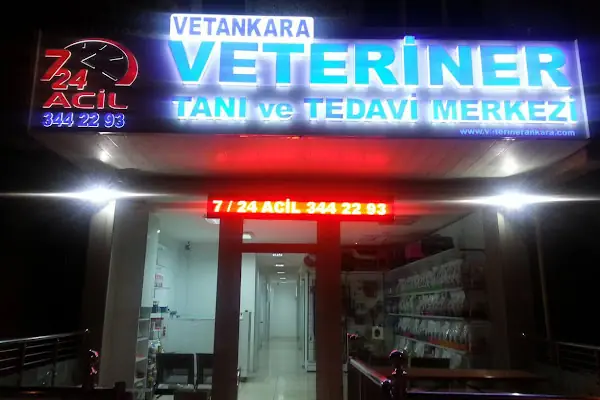 VETANKARA
VETERİNER
TANI ve TEDAVİ MERKEZİ
7/24
ACİL
344 22 93
7 / 24 ACİL 344 22 93